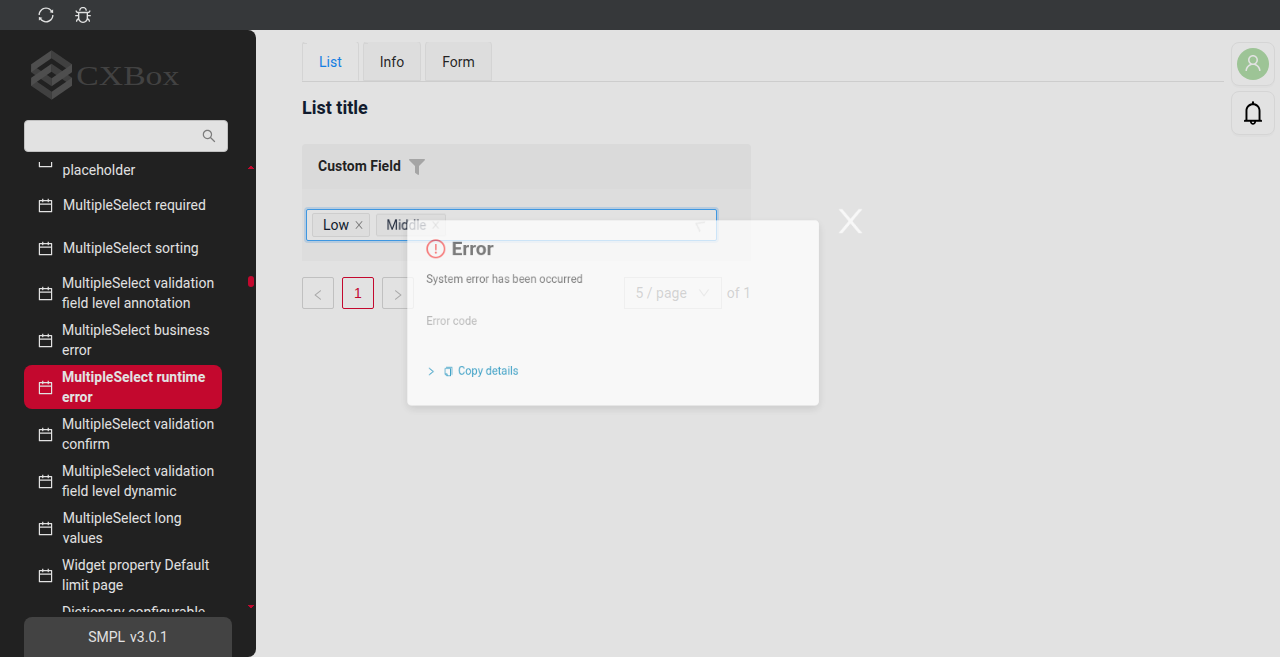 CXBox
placeholder
MultipleSelect required
MultipleSelect sorting
MultipleSelect validation
field level annotation
MultipleSelect business
error
MultipleSelect runtime
error
MultipleSelect validation
confirm
MultipleSelect validation
field level dynamic
MultipleSelect long
values
Widget property Default
limit page
Dictionary configurable
SMPL v3.0.1
List
Info
Form
List title
Custom Field
Low
Middle
1
5 / page
of 1
Error
System error has been occurred
Error code
Copy details